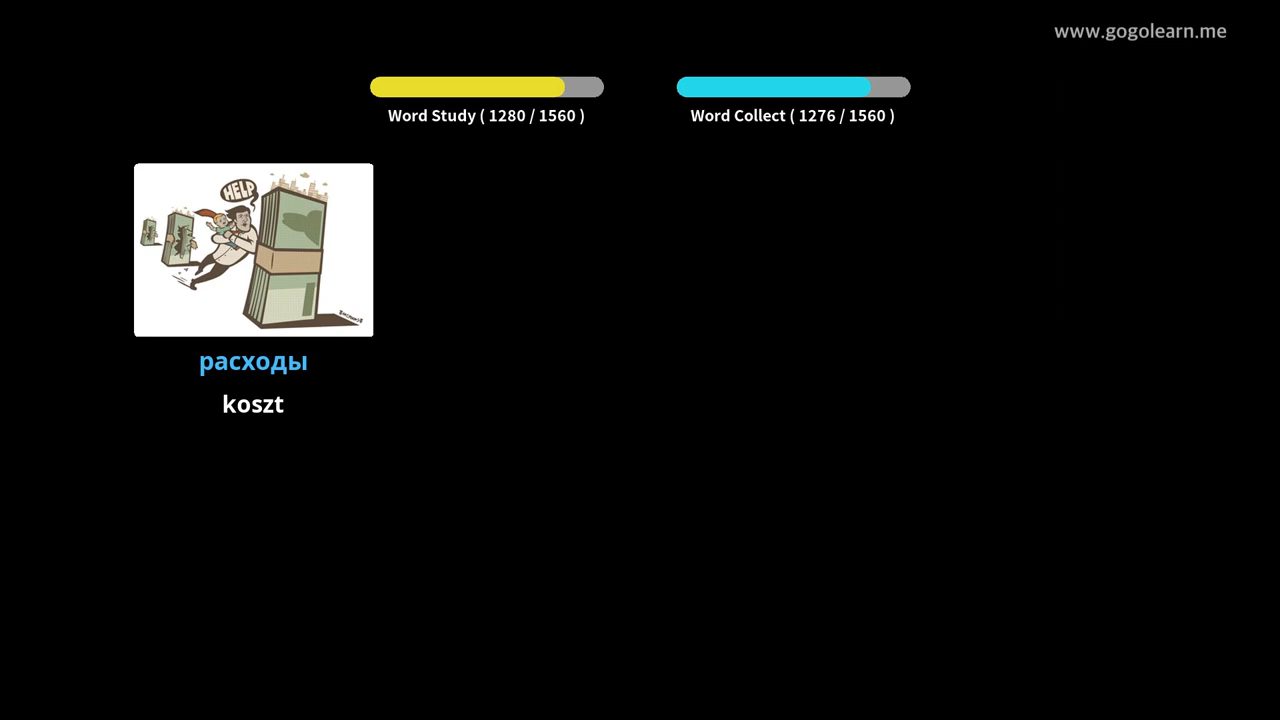 www.gogolearn.me
Word Study ( 1280 / 1560 )
Word Collect ( 1276 / 1560 )
HELP
расходы
koszt